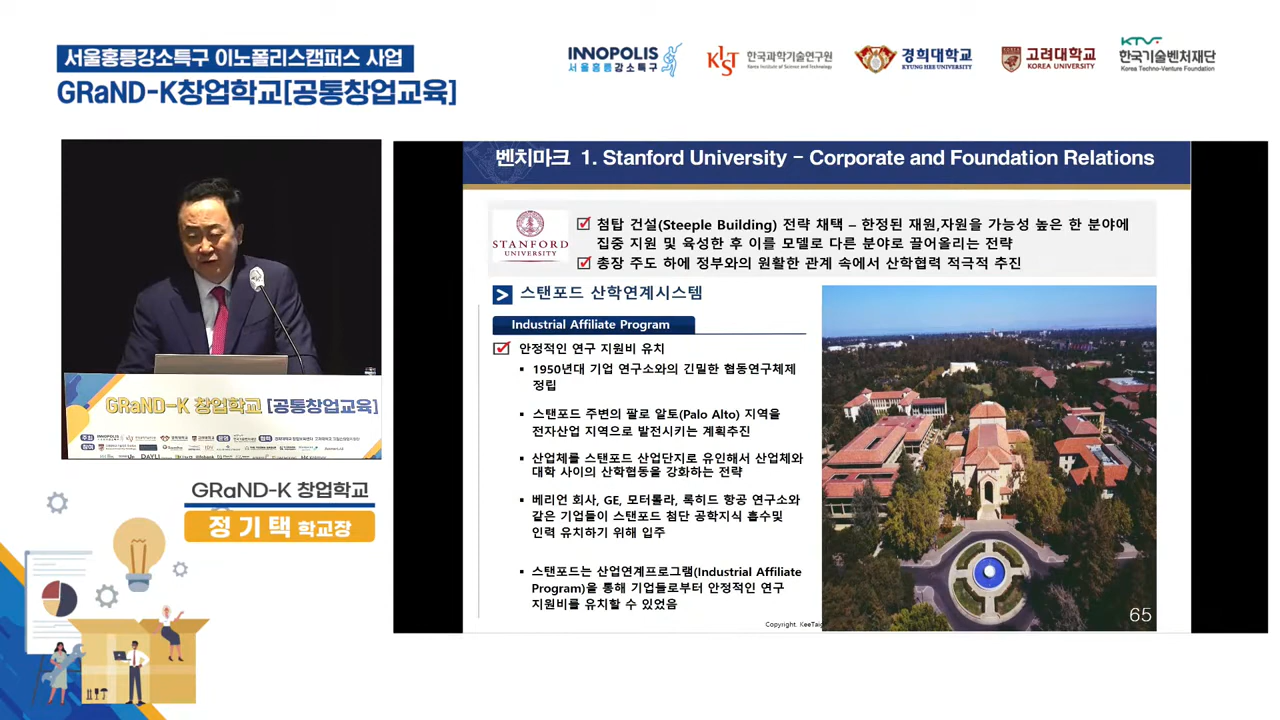 서울홍릉강소특구 이노폴리스캠퍼스 사업
GRaND-K창업학교[공통창업교육]
INNOPOLIS
서울홍릉강소특구
KIST 한국과학기술연구원
Korea Institute of Science and Technology
경희대학교
KYUNG HEE UNIVERSITY
고려대학교
KOREA UNIVERSITY
KTVF
한국기술벤처재단
Korea Techno-Venture Foundation
GRaND-K 창업학교 [공통창업교육]
GRaND-K 창업학교
정 기 택 학교장
벤치마크 1. Stanford University - Corporate and Foundation Relations
STANFORD
UNIVERSITY
첨탑 건설(Steeple Building) 전략 채택 – 한정된 재원,자원을 가능성 높은 한 분야에
집중 지원 및 육성한 후 이를 모델로 다른 분야로 끌어올리는 전략
총장 주도 하에 정부와의 원활한 관계 속에서 산학협력 적극적 추진
스탠포드 산학연계시스템
Industrial Affiliate Program
안정적인 연구 지원비 유치
▪ 1950년대 기업 연구소와의 긴밀한 협동연구체제
정립
▪ 스탠포드 주변의 팔로 알토(Palo Alto) 지역을
전자산업 지역으로 발전시키는 계획추진
▪ 산업체를 스탠포드 산업단지로 유인해서 산업체와
대학 사이의 산학협동을 강화하는 전략
▪ 베리언 회사, GE, 모터롤라, 록히드 항공 연구소와
같은 기업들이 스탠포드 첨단 공학지식 흡수및
인력 유치하기 위해 입주
▪ 스탠포드는 산업연계프로그램(Industrial Affiliate
Program)을 통해 기업들로부터 안정적인 연구
지원비를 유치할 수 있었음
Copyright. KeeTaig
65